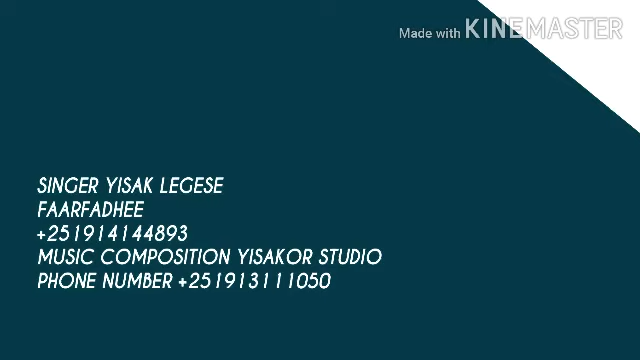 Made with KINEMASTER
SINGER YISAK LEGESE
FAARFADHEE
+251914144893
MUSIC COMPOSITION YISAKOR STUDIO
PHONE NUMBER +251913111050